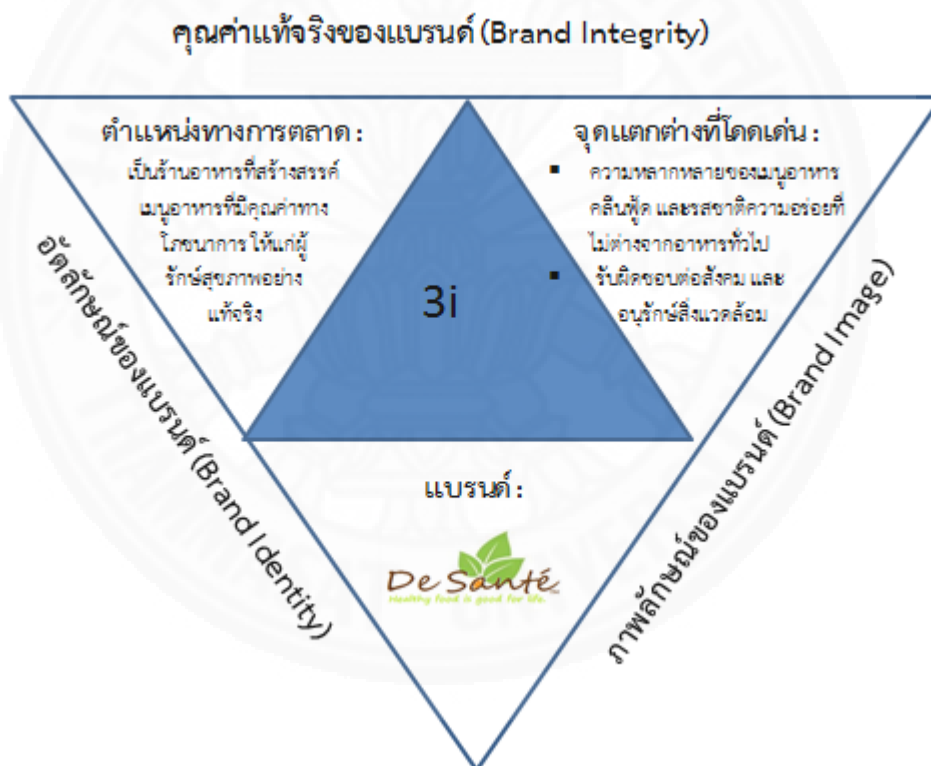 คุณค่าแท้จริงของแบรนด์ (Brand Integrity)
ตำแหน่งทางการตลาด :
เป็นร้านอาหารที่สร้างสรรค์
เมนูอาหารที่มีคุณค่าทาง
โภชนาการ ให้แก่ผู้
รักษ์สุขภาพอย่าง
แท้จริง
จุดแตกต่างที่โดดเด่น :
▪ ความหลากหลายของเมนูอาหาร
คลีนฟู้ด และรสชาติความอร่อยที่
ไม่ต่างจากอาหารทั่วไป
▪ รับผิดชอบต่อสังคม และ
อนุรักษ์สิ่งแวดล้อม
3i
อัตลักษณ์ของแบรนด์ (Brand Identity)
ภาพลักษณ์ของแบรนด์ (Brand Image)
แบรนด์ :
De Santé
Healthy food is good for life.